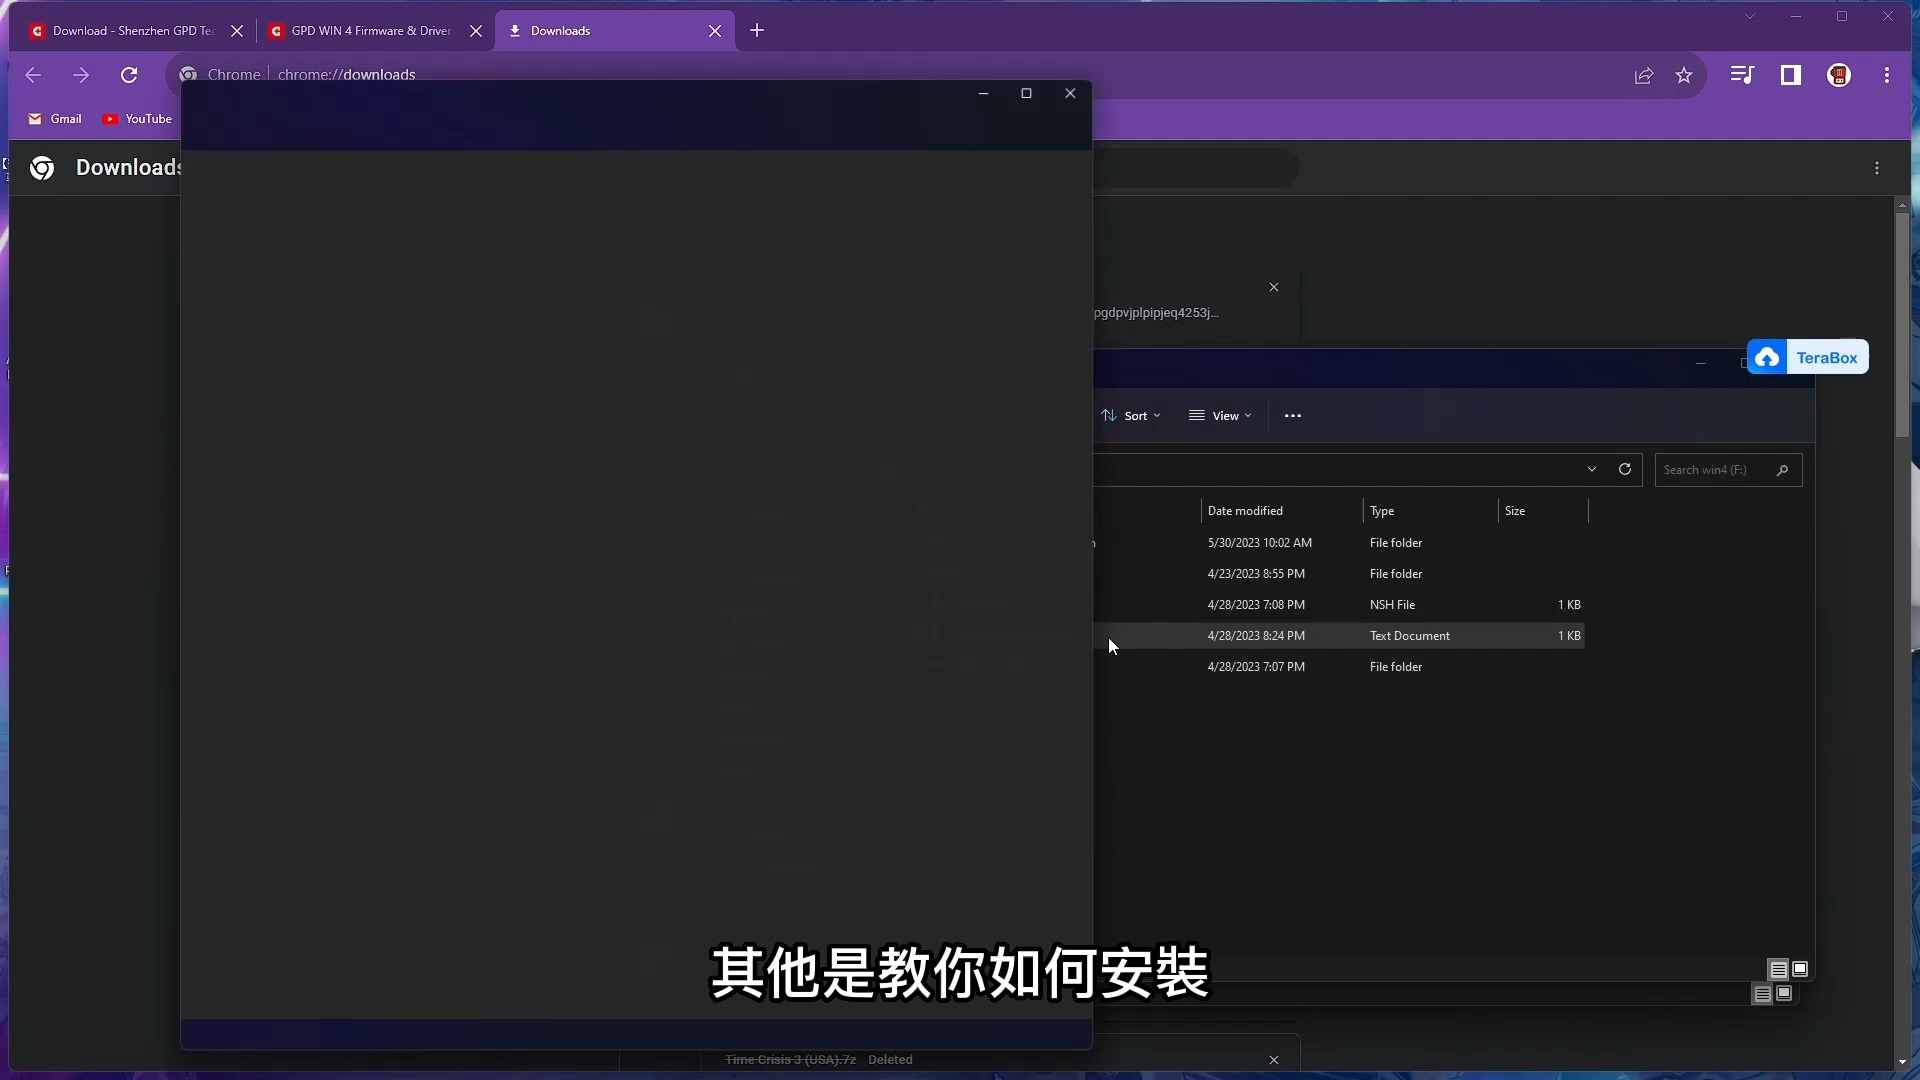 Download - Shenzhen GPD Tec
GPD WIN 4 Firmware & Driver
Downloads
Chrome
chrome://downloads
Gmail
YouTube
Downloads
pgdpvjplpipjeq4253j...
TeraBox
Sort
View
Search win4 (F:)
Date modified
Type
Size
5/30/2023 10:02 AM
File folder
4/23/2023 8:55 PM
File folder
4/28/2023 7:08 PM
NSH File
1 KB
4/28/2023 8:24 PM
Text Document
1 KB
4/28/2023 7:07 PM
File folder
其他是教你如何安裝
Time Crisis 3 (USA).7z
Deleted